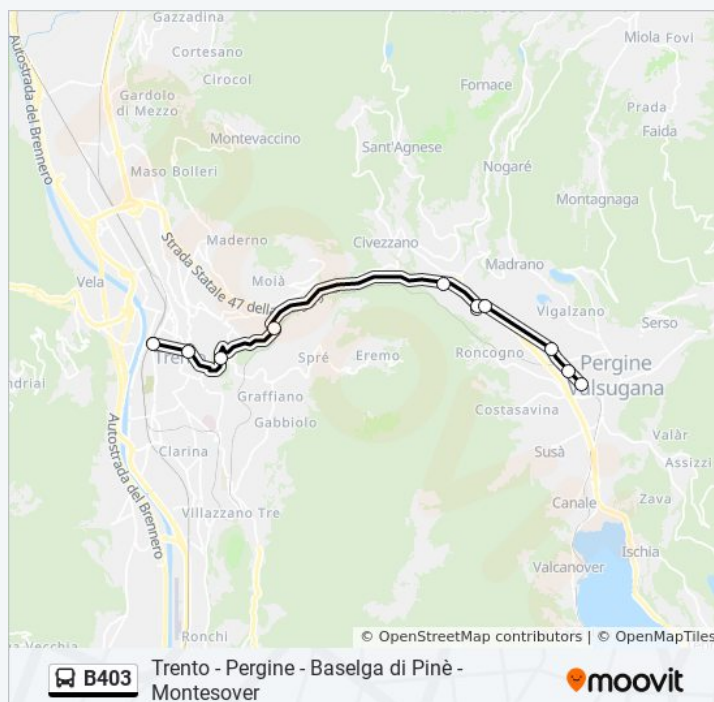 Gazzadina
Cortesano
Cirocol
Gardolo
di Mezzo
Montevaccino
Maso Bolleri
Autostrada del Brennero
Miola
Fovi
Fornace
Prada
Faida
Sant'Agnese
Nogaré
Montagnaga
Maderno
Civezzano
Strada Statale 47 della
Moià
Madrano
Vela
Vigalzano
Serso
Spré
Eremo
Roncogno
Pergine
Valsugana
Graffiano
Gabbiolo
Costasavina
Clarina
Susà
Valàr
Assizzi
Autostrada del Brennero
Villazzano Tre
Canale
Zava
Ischia
Valcanover
Ronchi
© OpenStreetMap contributors | © OpenMapTiles
B403
Trento - Pergine - Baselga di Pinè -
Montesover
moovit